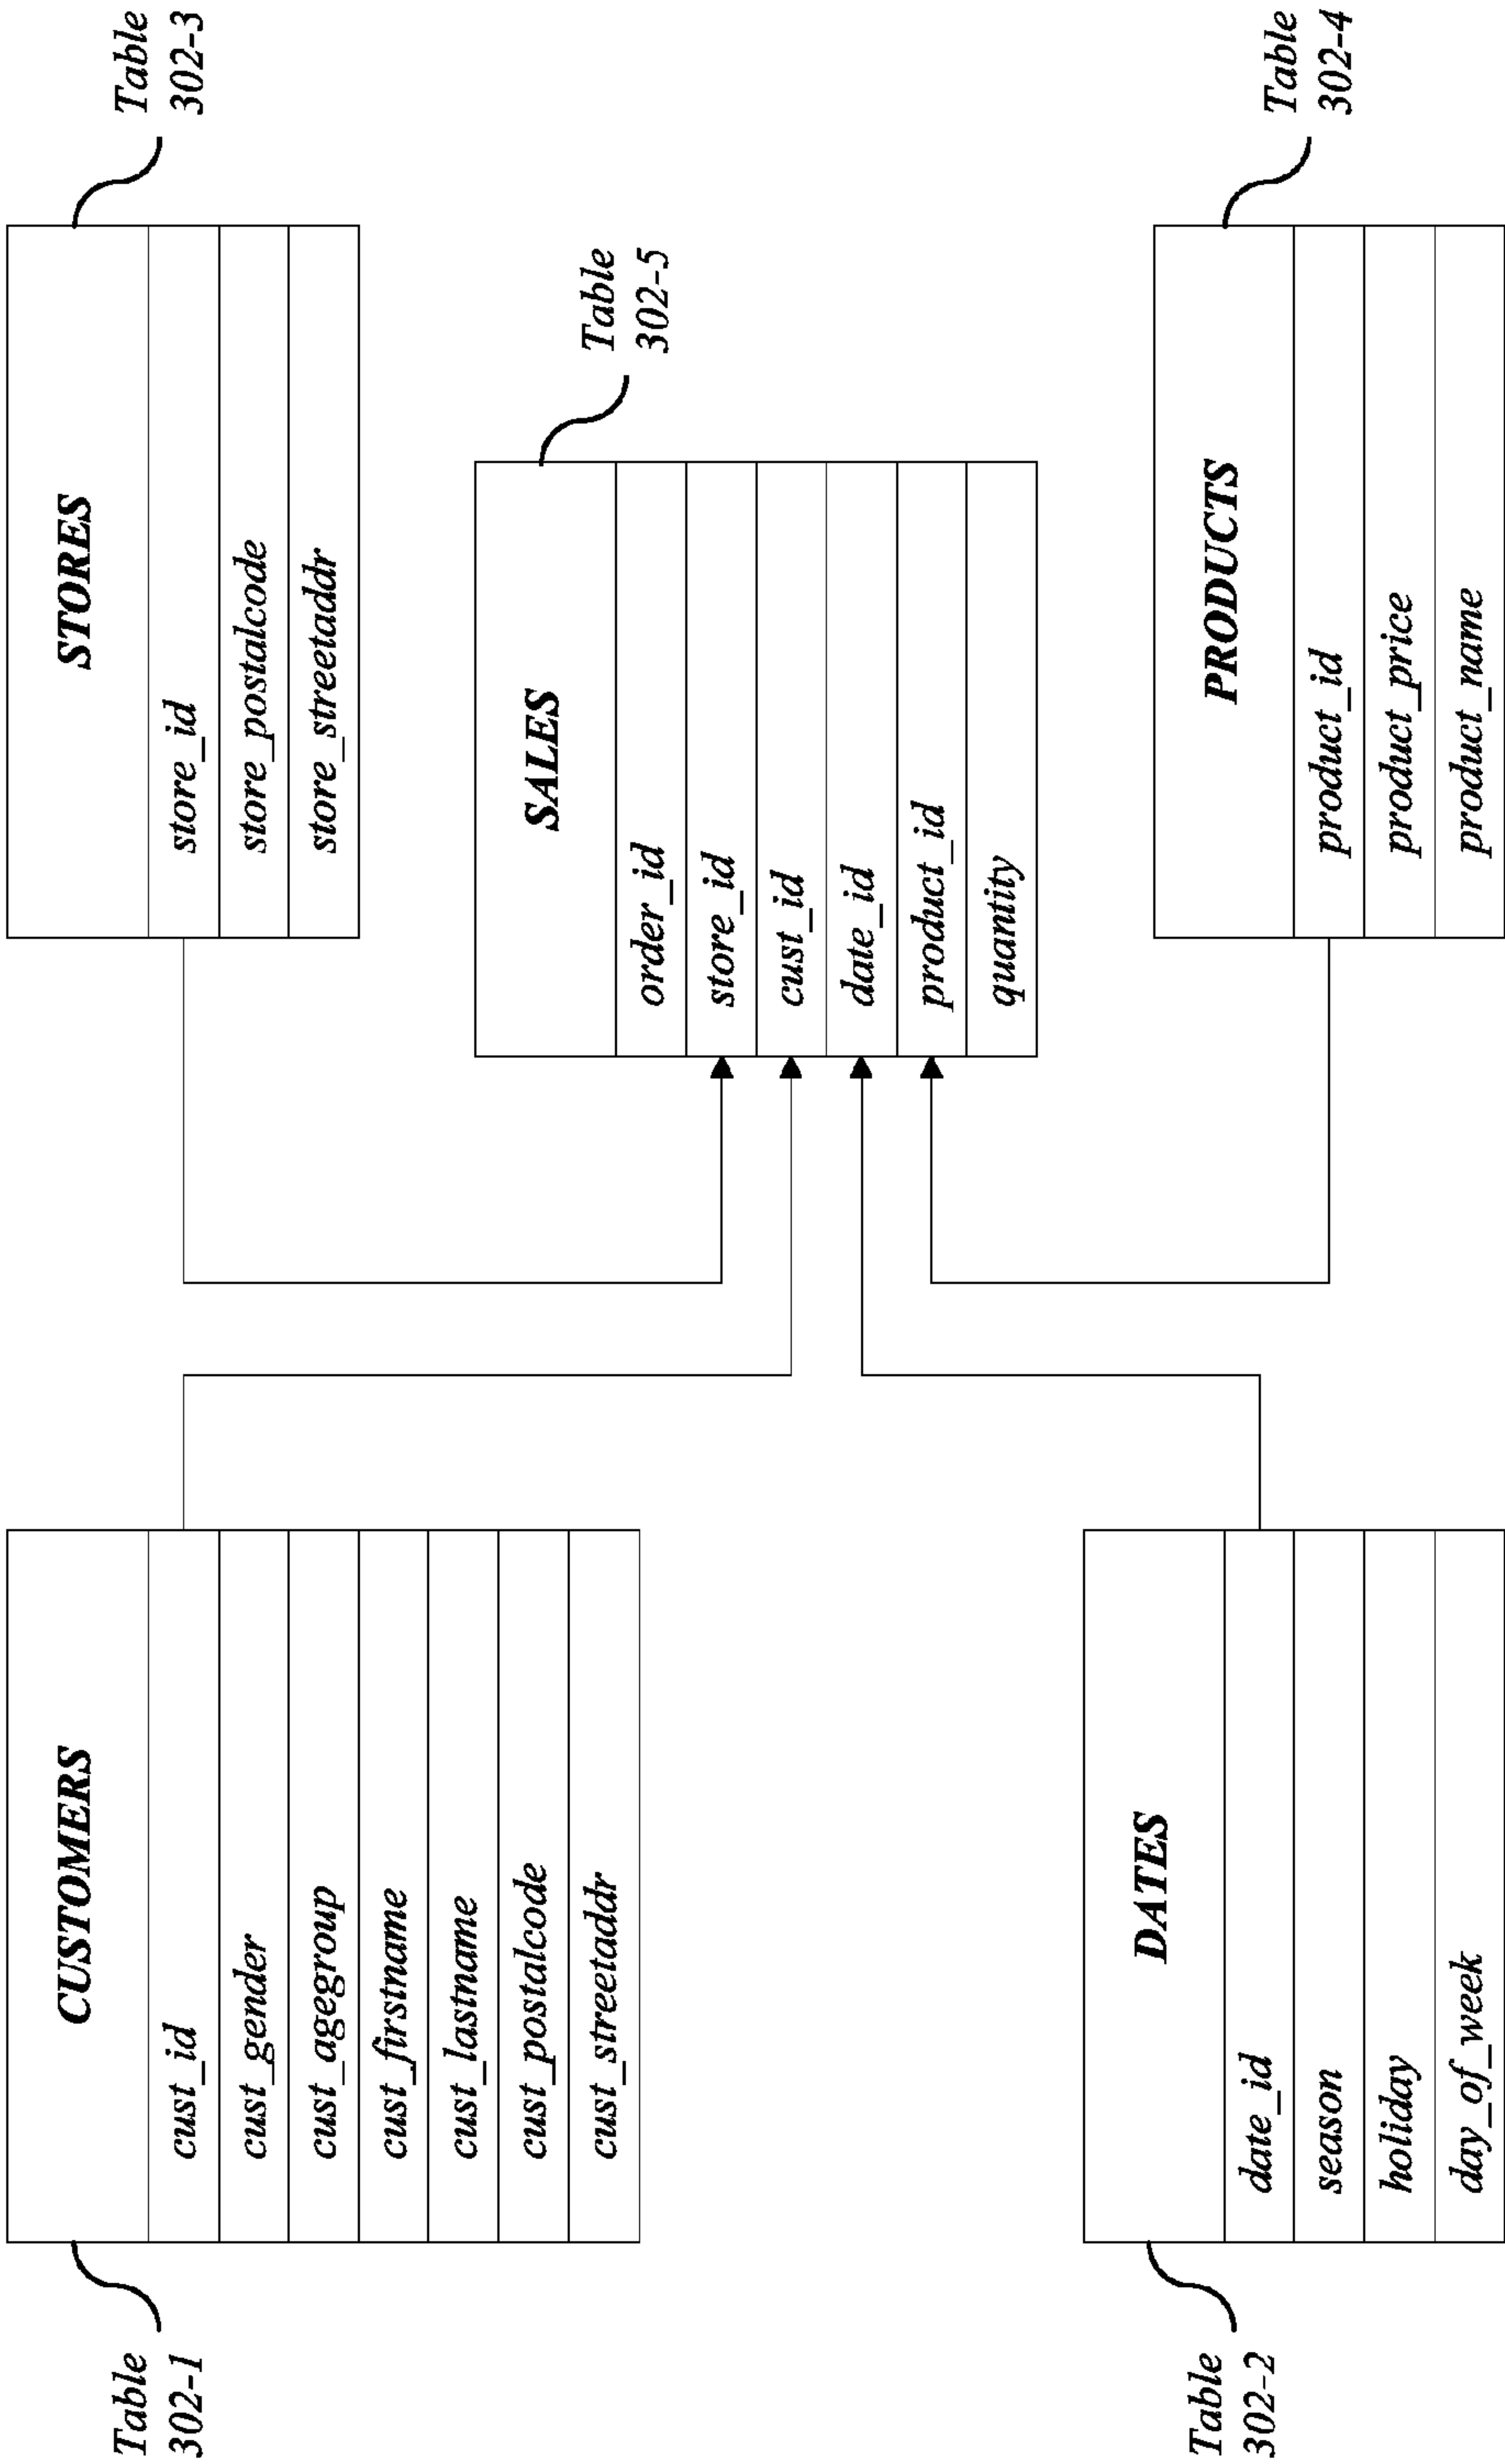 Table
302-1
CUSTOMERS
cust_id
cust_gender
cust_agegroup
cust_firstname
cust_lastname
cust_postalcode
cust_streetaddr
STORES
store_id
store_postalcode
store_streetaddr
Table
302-3
SALES
order_id
store_id
cust_id
date_id
product_id
quantity
Table
302-5
Table
302-2
DATES
date_id
season
holiday
day_of_week
PRODUCTS
product_id
product_price
product_name
Table
302-4